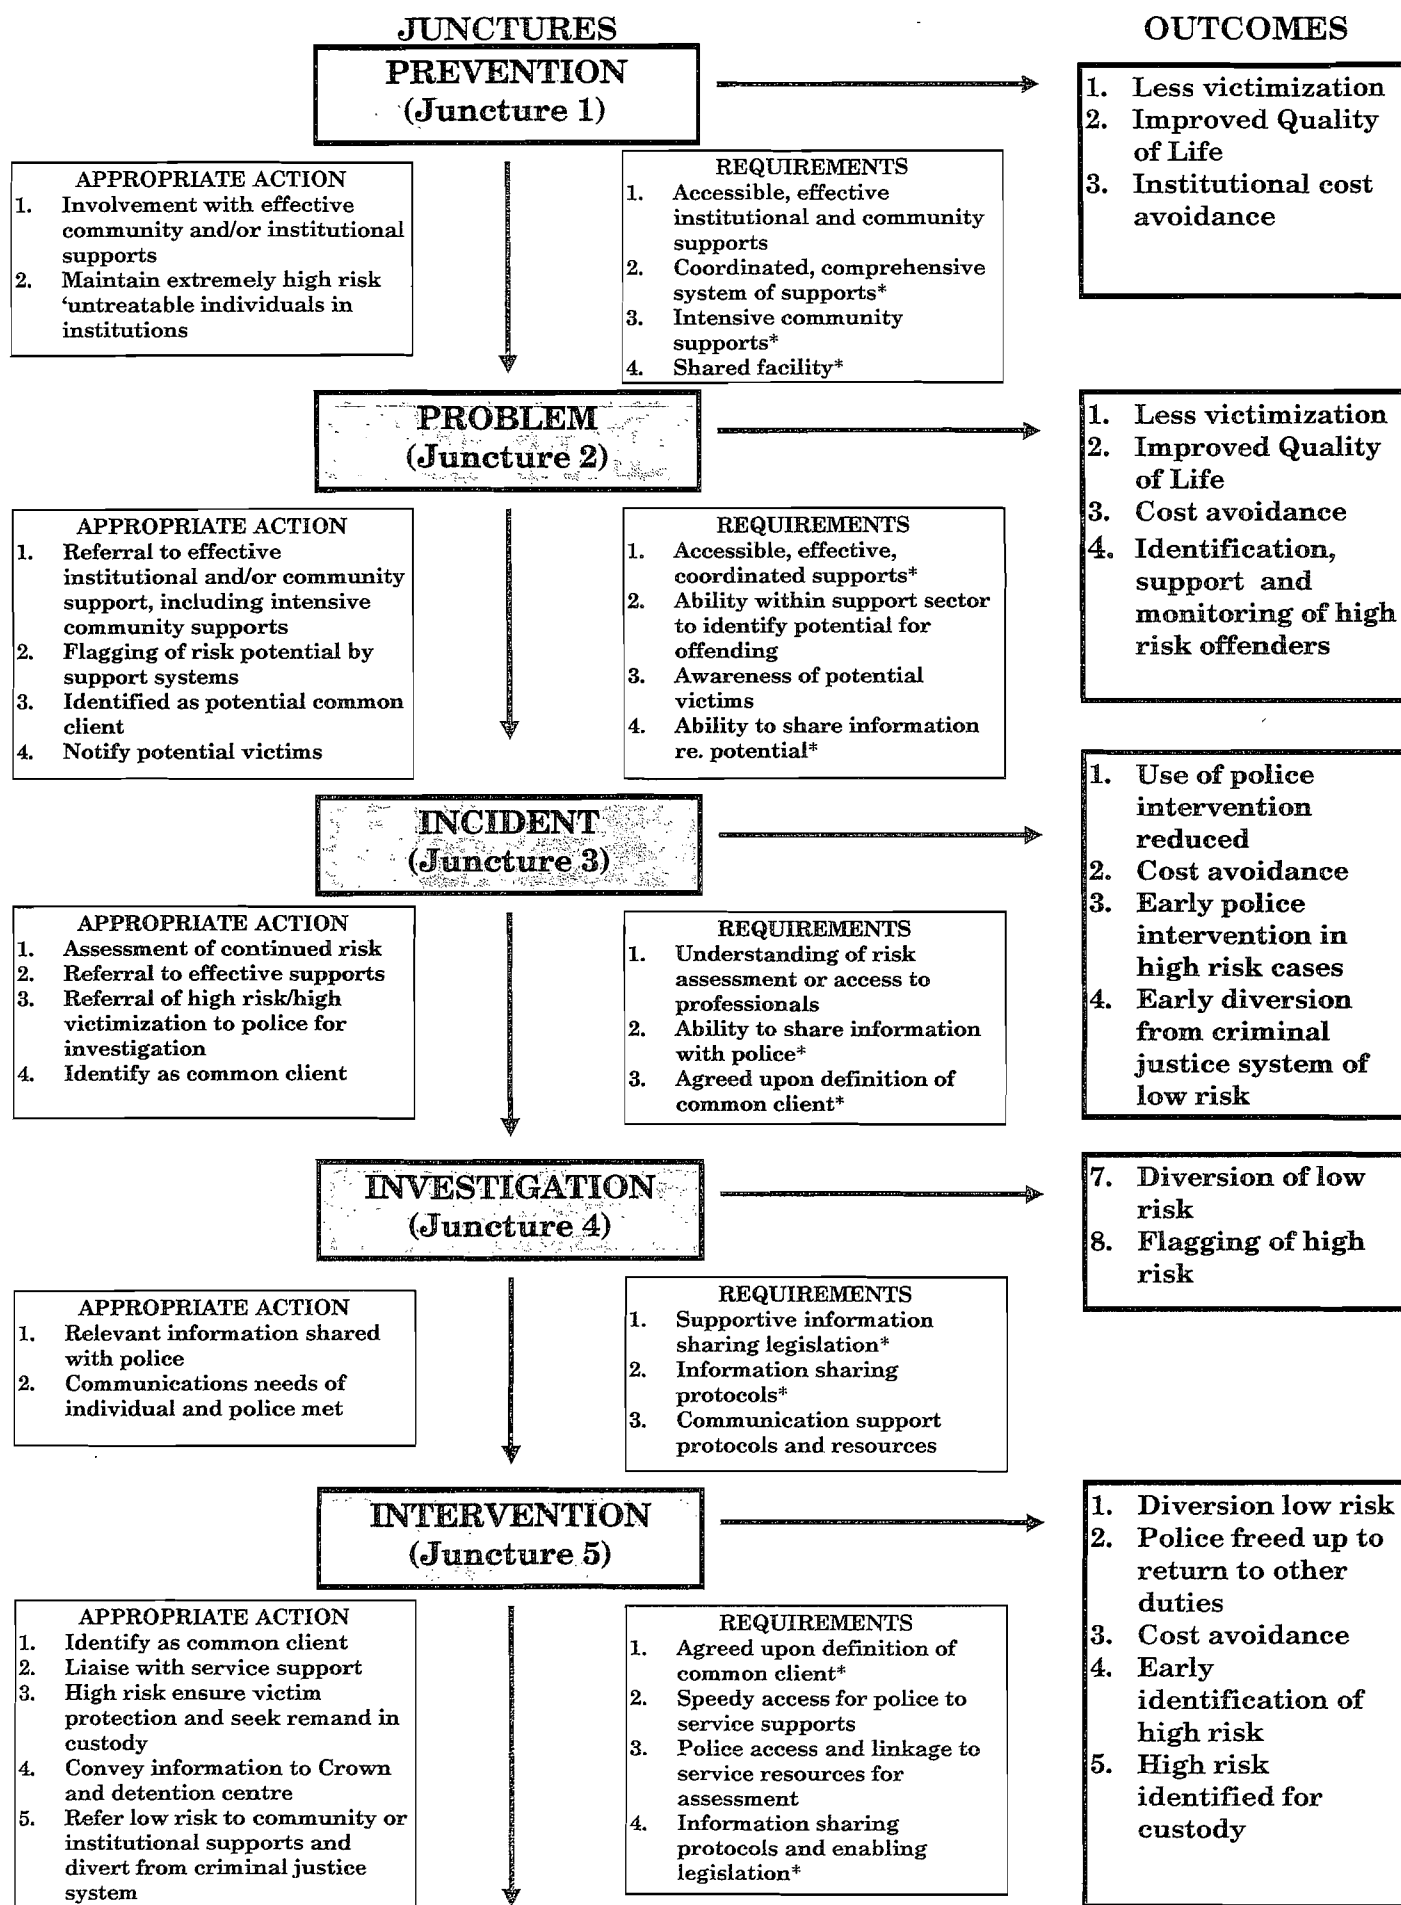 JUNCTURES
PREVENTION
(Juncture 1)
OUTCOMES
1. Less victimization
2. Improved Quality
of Life
3. Institutional cost
avoidance
APPROPRIATE ACTION
1. Involvement with effective
community and/or institutional
supports
2. Maintain extremely high risk
‘untreatable individuals in
institutions
REQUIREMENTS
1. Accessible, effective
institutional and community
supports
2. Coordinated, comprehensive
system of supports*
3. Intensive community
supports*
4. Shared facility*
PROBLEM
(Juncture 2)
1. Less victimization
2. Improved Quality
of Life
3. Cost avoidance
4. Identification,
support and
monitoring of high
risk offenders
APPROPRIATE ACTION
1. Referral to effective
institutional and/or community
support, including intensive
community supports
2. Flagging of risk potential by
support systems
3. Identified as potential common
client
4. Notify potential victims
REQUIREMENTS
1. Accessible, effective,
coordinated supports*
2. Ability within support sector
to identify potential for
offending
3. Awareness of potential
victims
4. Ability to share information
re. potential*
INCIDENT
(Juncture 3)
1. Use of police
intervention
reduced
2. Cost avoidance
3. Early police
intervention in
high risk cases
4. Early diversion
from criminal
justice system of
low risk
APPROPRIATE ACTION
1. Assessment of continued risk
2. Referral to effective supports
3. Referral of high risk/high
victimization to police for
investigation
4. Identify as common client
REQUIREMENTS
1. Understanding of risk
assessment or access to
professionals
2. Ability to share information
with police*
3. Agreed upon definition of
common client*
INVESTIGATION
(Juncture 4)
7. Diversion of low
risk
8. Flagging of high
risk
APPROPRIATE ACTION
1. Relevant information shared
with police
2. Communications needs of
individual and police met
REQUIREMENTS
1. Supportive information
sharing legislation*
2. Information sharing
protocols*
3. Communication support
protocols and resources
INTERVENTION
(Juncture 5)
1. Diversion low risk
2. Police freed up to
return to other
duties
3. Cost avoidance
4. Early
identification of
high risk
5. High risk
identified for
custody
APPROPRIATE ACTION
1. Identify as common client
2. Liaise with service support
3. High risk ensure victim
protection and seek remand in
custody
4. Convey information to Crown
and detention centre
5. Refer low risk to community or
institutional supports and
divert from criminal justice
system
REQUIREMENTS
1. Agreed upon definition of
common client*
2. Speedy access for police to
service supports
3. Police access and linkage to
service resources for
assessment
4. Information sharing
protocols and enabling
legislation*